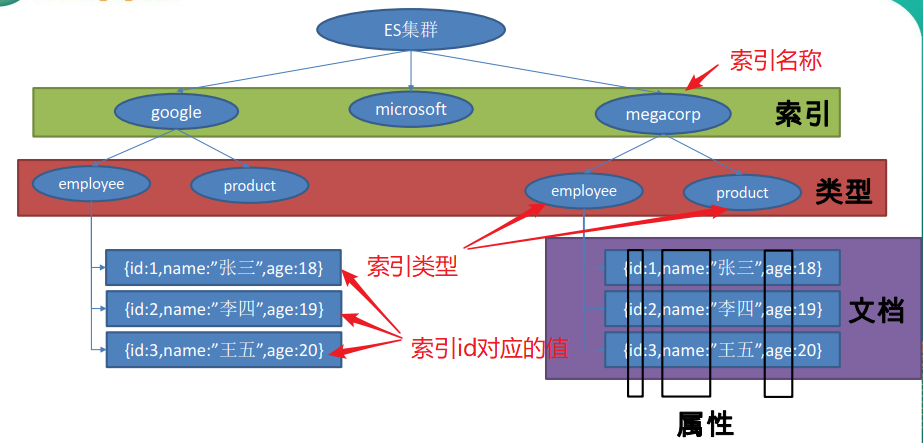 ES集群
索引名称
google
microsoft
megacorp
索引
employee
product
employee
product
类型
索引类型
{id:1,name:”张三”,age:18}
{id:1,name:”张三”,age:18}
{id:2,name:”李四”,age:19}
{id:2,name:”李四”,age:19}
文档
{id:3,name:”王五”,age:20}
索引id对应的值
{id:3,name:”王五”,age:20}
属性